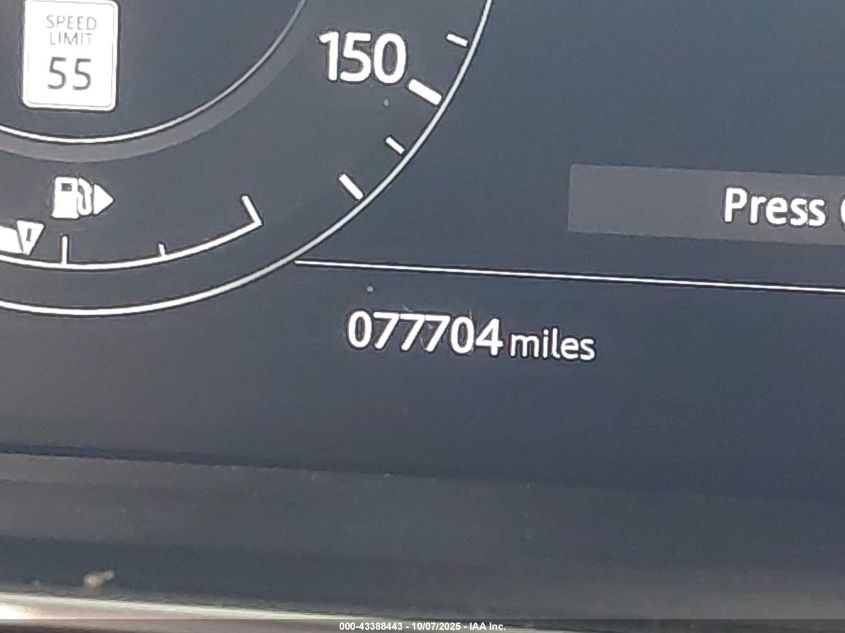 SPEED
LIMIT
55
150
Press
077704 miles
000-43388443 - 10/07/2025 - IAA Inc.